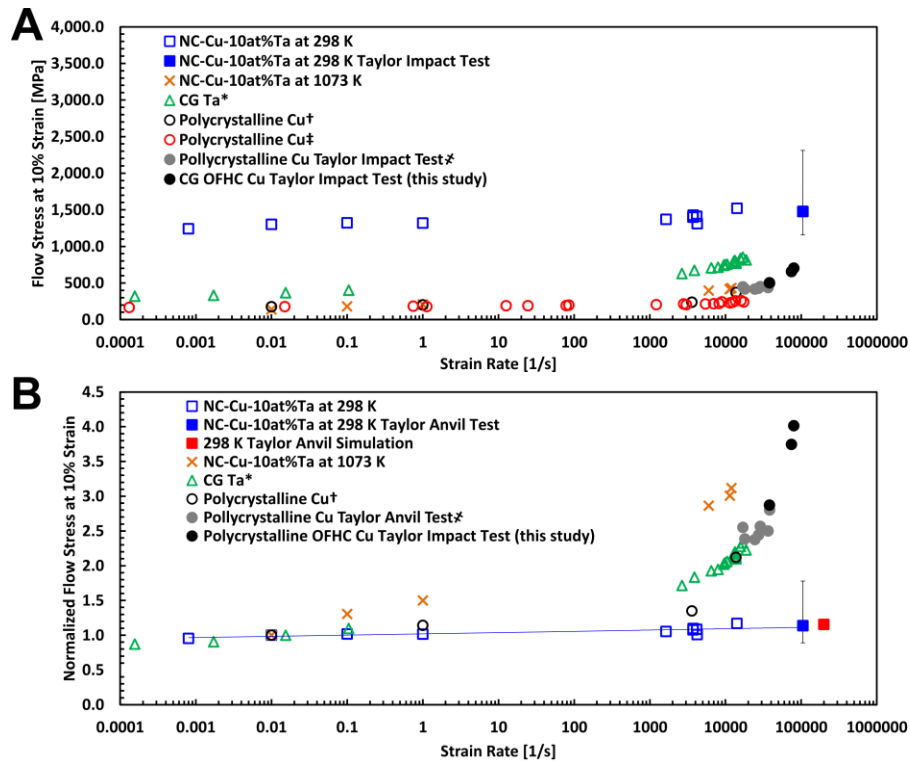 A
Flow Stress at 10% Strain [MPa]
4,000.0
3,500.0
3,000.0
2,500.0
2,000.0
1,500.0
1,000.0
500.0
0.0
NC-Cu-10at%Ta at 298 K
NC-Cu-10at%Ta at 298 K Taylor Impact Test
NC-Cu-10at%Ta at 1073 K
CG Ta*
Polycrystalline Cu†
Polycrystalline Cu‡
Pollycrystalline Cu Taylor Impact Test҂
CG OFHC Cu Taylor Impact Test (this study)
0.0001 0.001 0.01 0.1 1 10 100 1000 10000 100000 1000000
Strain Rate [1/s]
B
Normalized Flow Stress at 10% Strain
4.5
4.0
3.5
3.0
2.5
2.0
1.5
1.0
0.5
0.0
NC-Cu-10at%Ta at 298 K
NC-Cu-10at%Ta at 298 K Taylor Anvil Test
298 K Taylor Anvil Simulation
NC-Cu-10at%Ta at 1073 K
CG Ta*
Polycrystalline Cu†
Pollycrystalline Cu Taylor Anvil Test҂
Polycrystalline OFHC Cu Taylor Impact Test (this study)
0.0001 0.001 0.01 0.1 1 10 100 1000 10000 100000 1000000
Strain Rate [1/s]